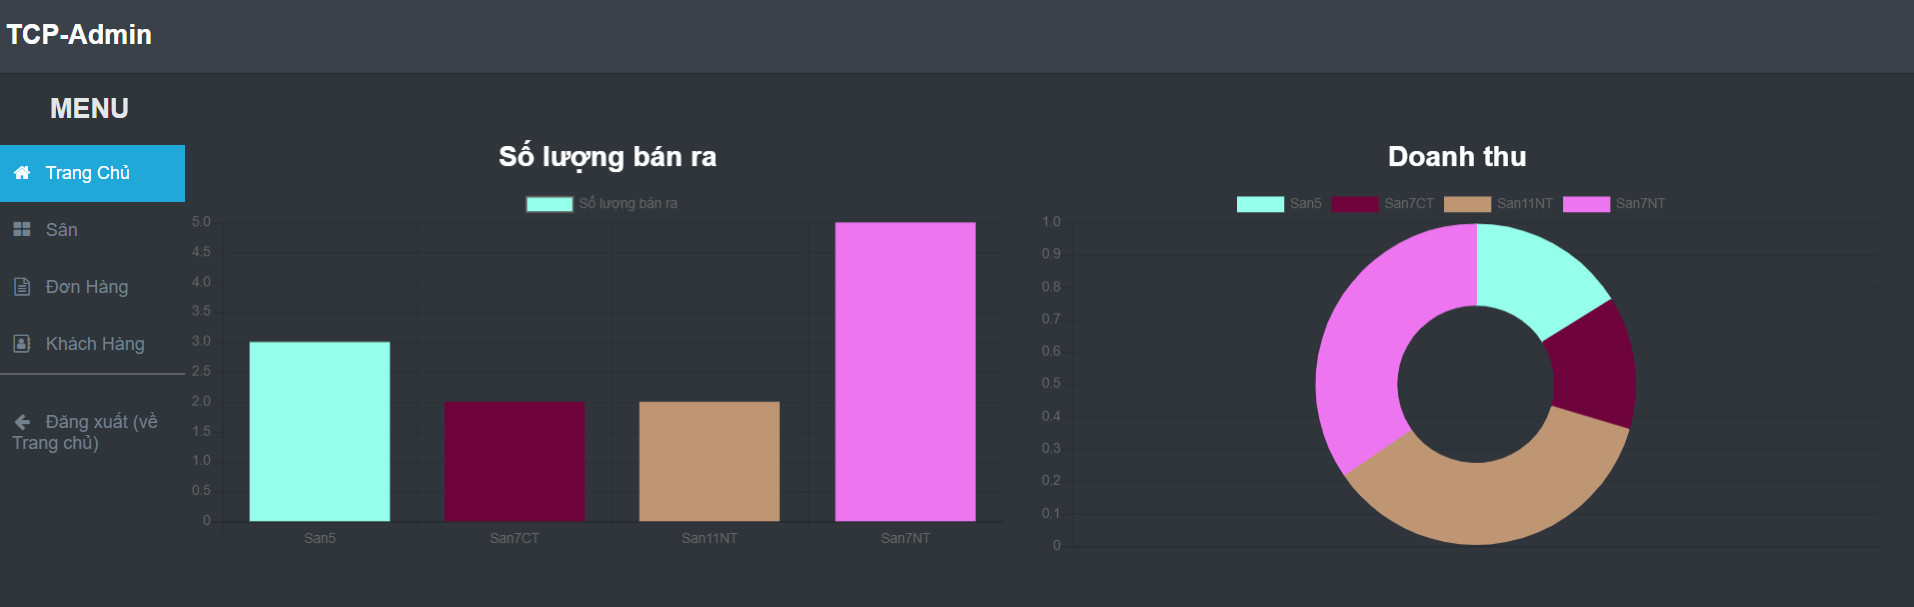 TCP-Admin
MENU
Trang Chủ
Sân
Đơn Hàng
Khách Hàng
Đăng xuất (về
Trang chủ)
Số lượng bán ra
Số lượng bán ra
5.0
4.5
4.0
3.5
3.0
2.5
2.0
1.5
1.0
0.5
0
San5 San7CT San11NT San7NT
Doanh thu
San5 San7CT San11NT San7NT
1.0
0.9
0.8
0.7
0.6
0.5
0.4
0.3
0.2
0.1
0